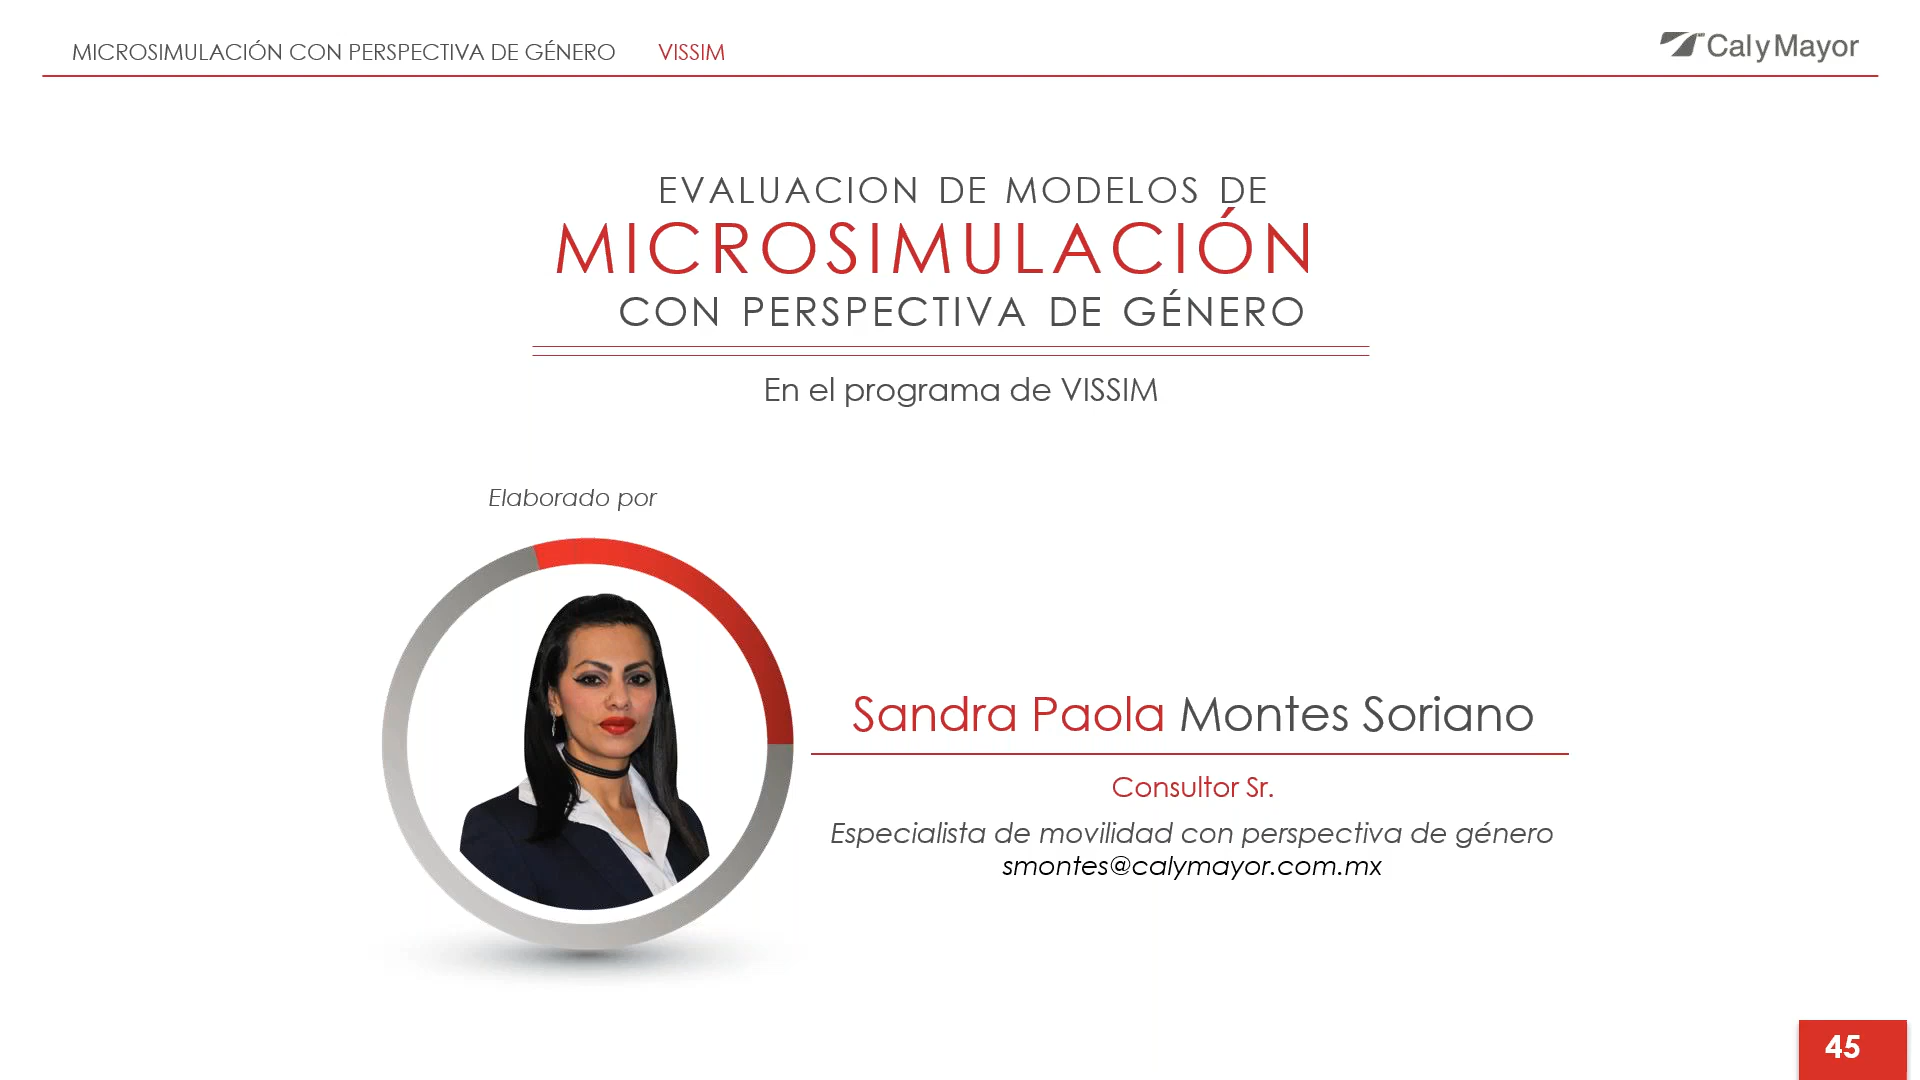 MICROSIMULACIÓN CON PERSPECTIVA DE GÉNERO VISSIM
CalyMayor
EVALUACION DE MODELOS DE
MICROSIMULACIÓN
CON PERSPECTIVA DE GÉNERO
En el programa de VISSIM
Elaborado por
Sandra Paola Montes Soriano
Consultor Sr.
Especialista de movilidad con perspectiva de género
smontes@calymayor.com.mx
45